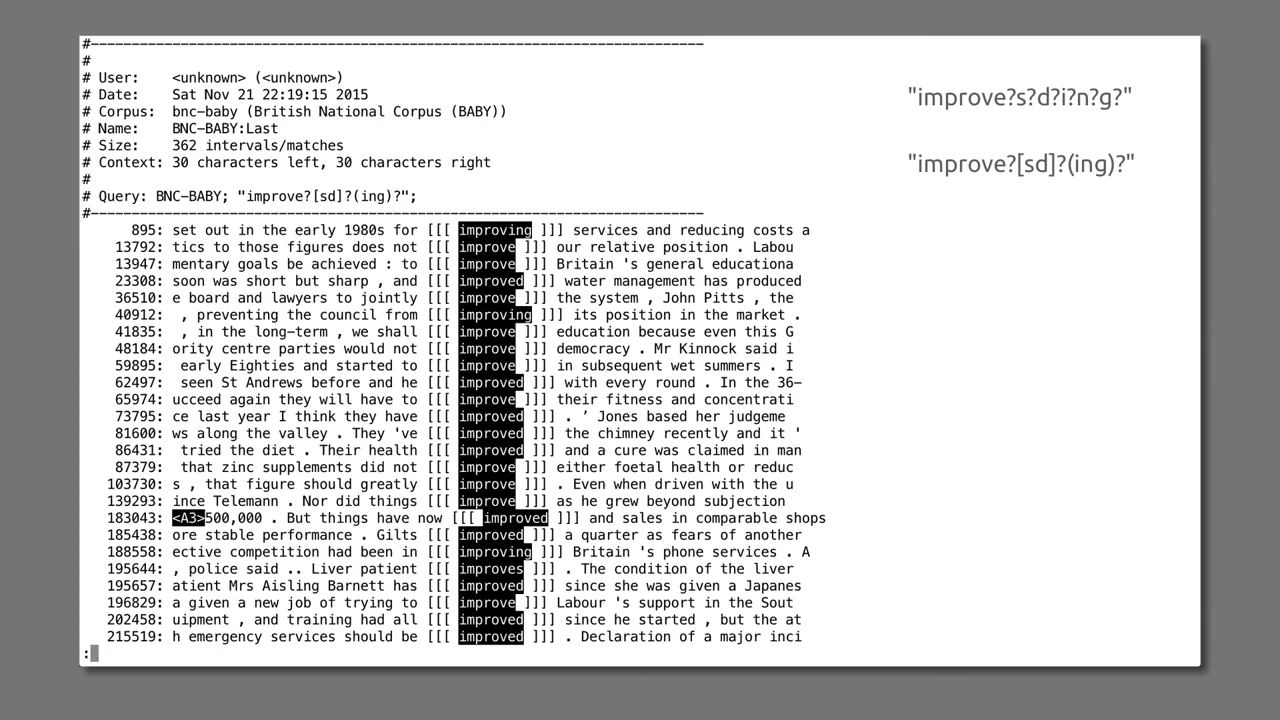 #---------------------------------------------------------------------------
#
# User:    <unknown> (<unknown>)
# Date:    Sat Nov 21 22:19:15 2015
# Corpus:  bnc-baby (British National Corpus (BABY))
# Name:    BNC-BABY:Last
# Size:    362 intervals/matches
# Context: 30 characters left, 30 characters right
#
# Query: BNC-BABY; "improve?[sd]?(ing)?";
#---------------------------------------------------------------------------
895: set out in the early 1980s for [[[ improving ]]] services and reducing costs a
13792: tics to those figures does not [[[ improve ]]] our relative position . Labou
13947: mentary goals be achieved : to [[[ improve ]]] Britain 's general educationa
23308: soon was short but sharp , and [[[ improved ]]] water management has produced
36510: e board and lawyers to jointly [[[ improve ]]] the system , John Pitts , the
40912:  , preventing the council from [[[ improving ]]] its position in the market .
41835:  , in the long-term , we shall [[[ improve ]]] education because even this G
48184: ority centre parties would not [[[ improve ]]] democracy . Mr Kinnock said i
59895:  early Eighties and started to [[[ improve ]]] in subsequent wet summers . I
62497:  seen St Andrews before and he [[[ improved ]]] with every round . In the 36-
65974: ucceed again they will have to [[[ improve ]]] their fitness and concentrati
73795: ce last year I think they have [[[ improved ]]] . ’ Jones based her judgeme
81600: ws along the valley . They 've [[[ improved ]]] the chimney recently and it '
86431:  tried the diet . Their health [[[ improved ]]] and a cure was claimed in man
87379:  that zinc supplements did not [[[ improve ]]] either foetal health or reduc
103730: s , that figure should greatly [[[ improve ]]] . Even when driven with the u
139293: ince Telemann . Nor did things [[[ improve ]]] as he grew beyond subjection
183043: <A3>500,000 . But things have now [[[ improved ]]] and sales in comparable shops
185438: ore stable performance . Gilts [[[ improved ]]] a quarter as fears of another
188558: ective competition had been in [[[ improving ]]] Britain 's phone services . A
195644: , police said .. Liver patient [[[ improves ]]] . The condition of the liver
195657: atient Mrs Aisling Barnett has [[[ improved ]]] since she was given a Japanes
196829: a given a new job of trying to [[[ improve ]]] Labour 's support in the Sout
202458: uipment , and training had all [[[ improved ]]] since he started , but the at
215519: h emergency services should be [[[ improved ]]] . Declaration of a major inci
:
"improve?s?d?i?n?g?"
"improve?[sd]?(ing)?"